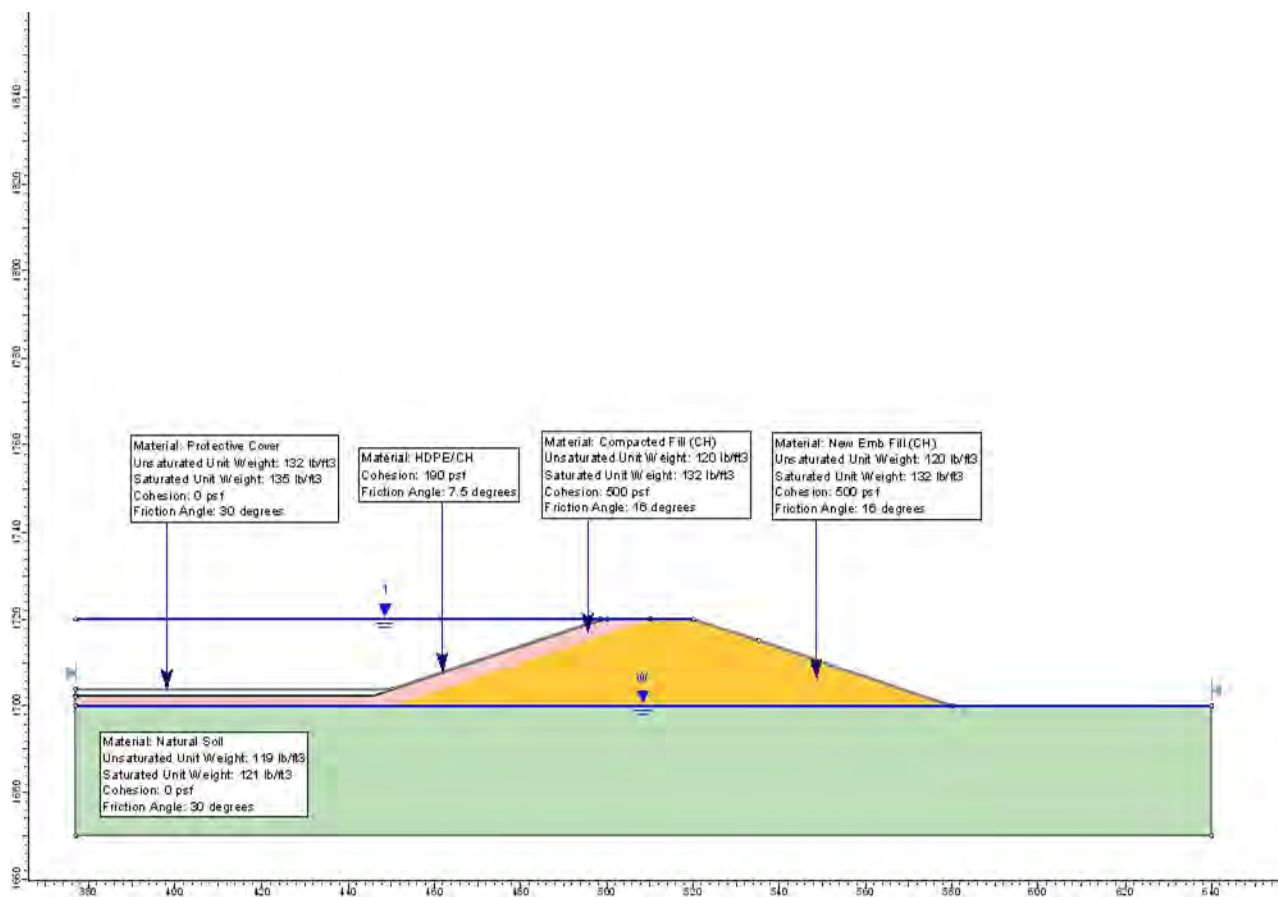 Material: Protective Cover
Unsaturated Unit Weight: 132 lb/ft3
Saturated Unit Weight: 135 lb/ft3
Cohesion: 0 psf
Friction Angle: 30 degrees
Material: HDPE/CH
Cohesion: 190 psf
Friction Angle: 7.5 degrees
Material: Compacted Fill (CH)
Unsaturated Unit Weight: 120 lb/ft3
Saturated Unit Weight: 132 lb/ft3
Cohesion: 500 psf
Friction Angle: 16 degrees
Material: New Emb Fill (CH)
Unsaturated Unit Weight: 120 lb/ft3
Saturated Unit Weight: 132 lb/ft3
Cohesion: 500 psf
Friction Angle: 16 degrees
W
Material: Natural Soil
Unsaturated Unit Weight: 119 lb/ft3
Saturated Unit Weight: 121 lb/ft3
Cohesion: 0 psf
Friction Angle: 30 degrees
380 400 420 440 460 480 500 520 540 560 580 600 620 640